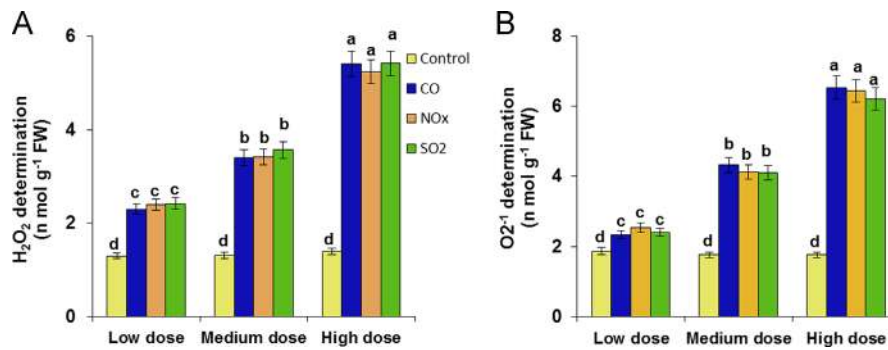 A
H₂O₂ determination
(n mol g⁻¹ FW)
6
4
2
0
d
c
c
c
d
b
b
b
d
a
a
a
Low dose
Medium dose
High dose
Control
CO
NOx
SO2
B
O2⁻¹ determination
(n mol g⁻¹ FW)
8
6
4
2
0
d
c
c
c
d
b
b
b
d
a
a
a
Low dose
Medium dose
High dose